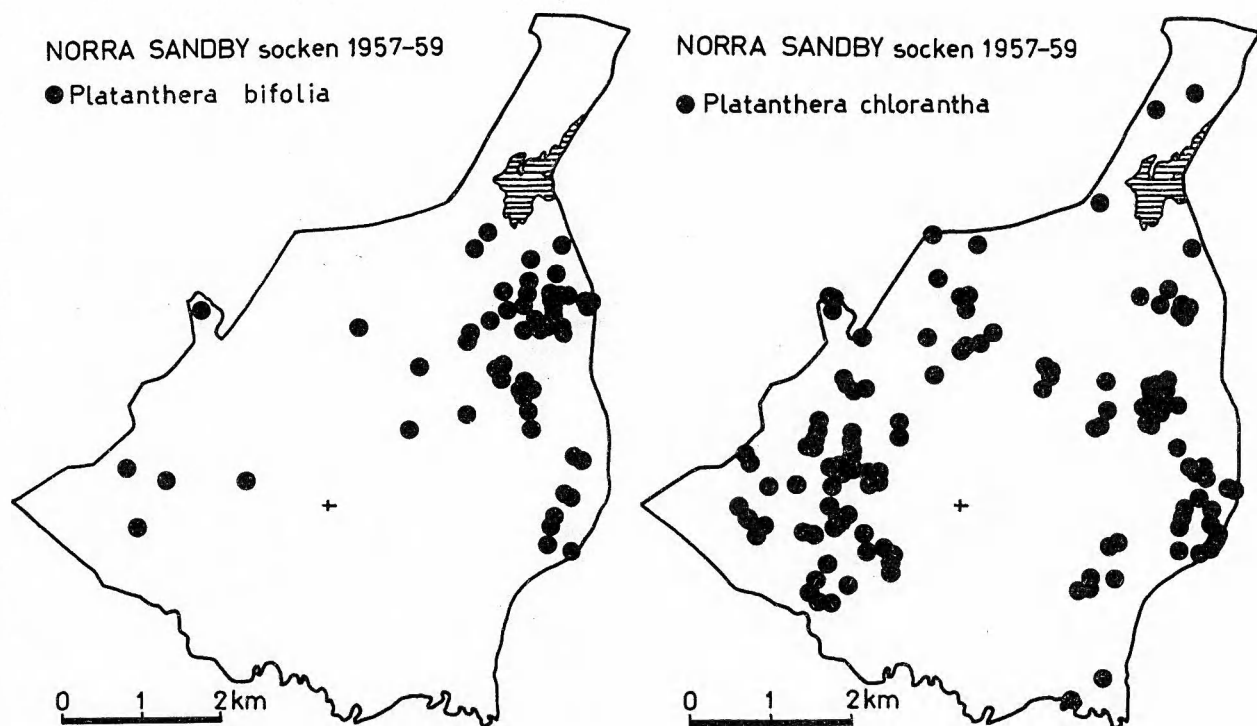 NORRA SANDBY socken 1957-59
● Platanthera bifolia
0 1 2km
NORRA SANDBY socken 1957-59
● Platanthera chlorantha
0 1 2km